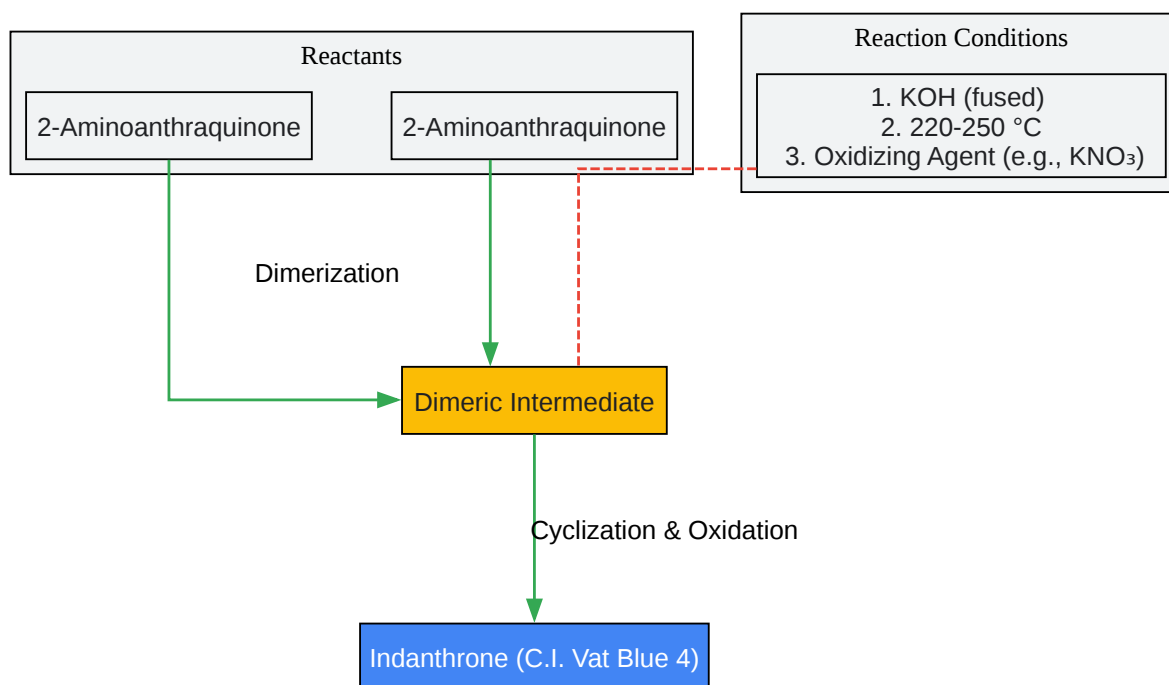 Reactants
2-Aminoanthraquinone
2-Aminoanthraquinone
Reaction Conditions
1. KOH (fused)
2. 220-250 °C
3. Oxidizing Agent (e.g., KNO₃)
Dimerization
Dimeric Intermediate
Cyclization & Oxidation
Indanthrone (C.I. Vat Blue 4)